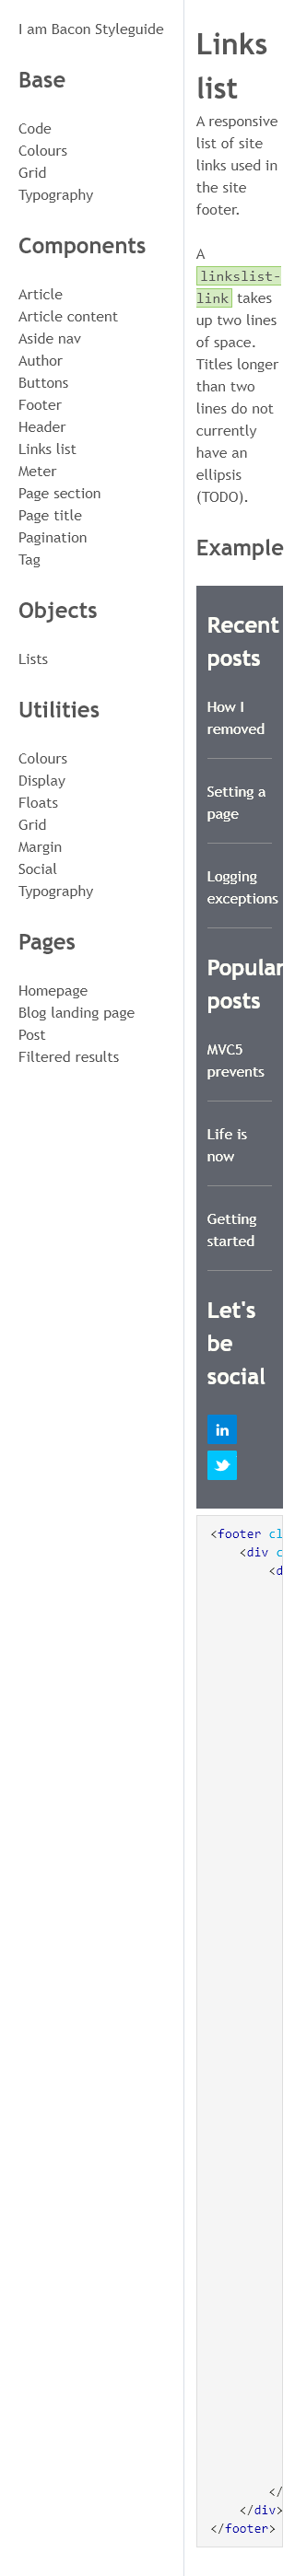 I am Bacon Styleguide
Base
Code
Colours
Grid
Typography
Components
Article
Article content
Aside nav
Author
Buttons
Footer
Header
Links list
Meter
Page section
Page title
Pagination
Tag
Objects
Lists
Utilities
Colours
Display
Floats
Grid
Margin
Social
Typography
Pages
Homepage
Blog landing page
Post
Filtered results
Links
list
A responsive
list of site
links used in
the site
footer.
A
linkslist-
link takes
up two lines
of space.
Titles longer
than two
lines do not
currently
have an
ellipsis
(TODO).
Example
Recent
posts
How I
removed
Setting a
page
Logging
exceptions
Popular
posts
MVC5
prevents
Life is
now
Getting
started
Let's
be
social
in
<footer cl
<div c
<d
</
</div>
</footer>